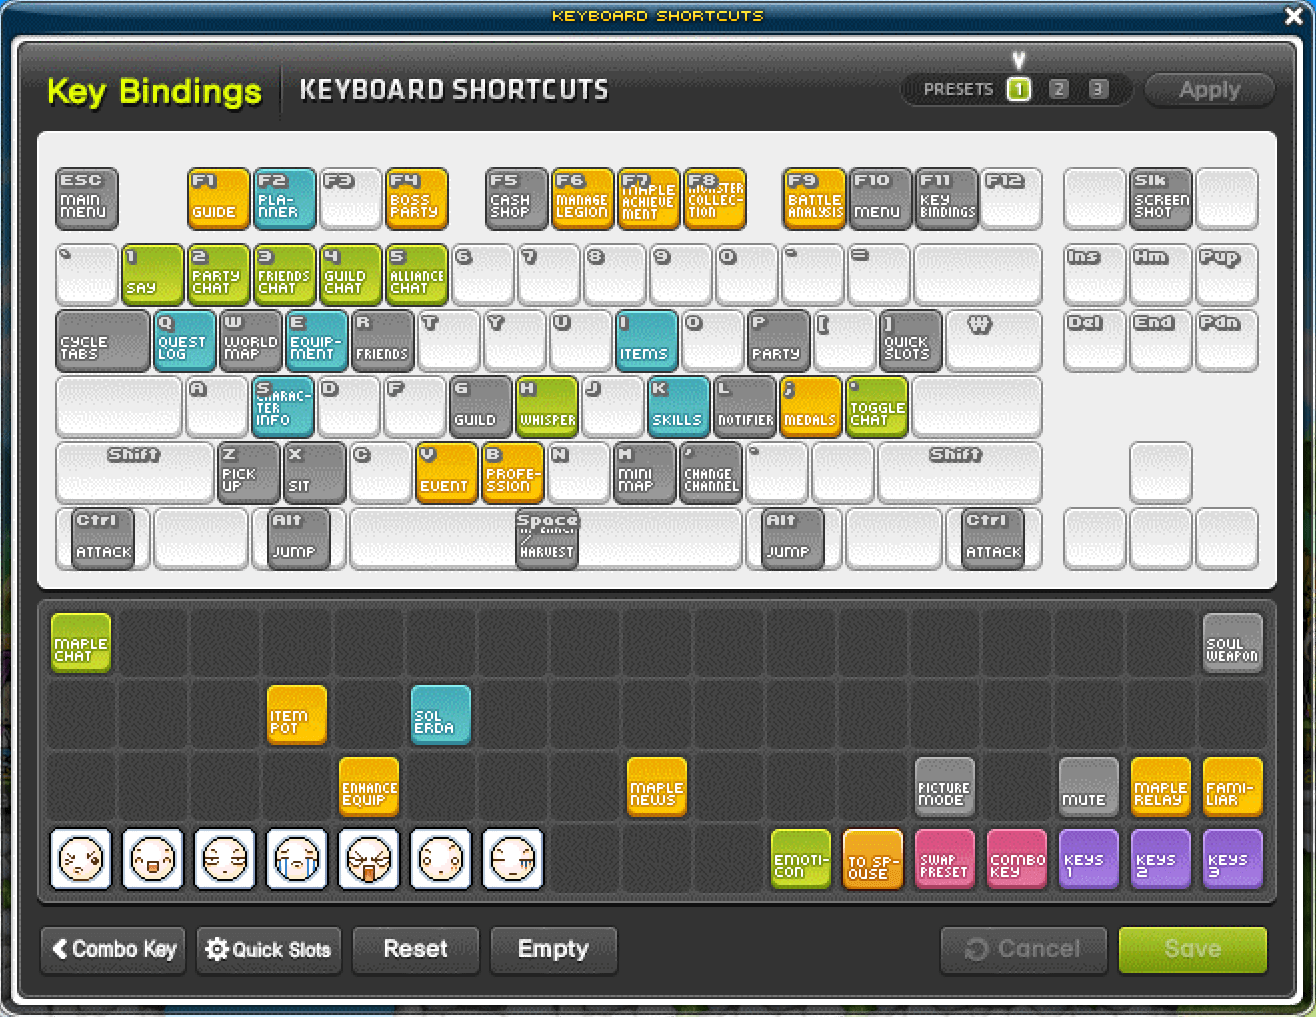 KEYBOARD SHORTCUTS
Key Bindings
KEYBOARD SHORTCUTS
PRESETS 1 2 3
Apply
ESC MAIN MENU
F1 GUIDE
F2 PLA-NNER
F3
F4 BOSS PARTY
F5 CASH SHOP
F6 MANAGE LEGION
F7 MAPLE ACHIEVE MENT
F8 MONSTER COLLEC-TION
F9 BATTLE ANALYSIS
F10 MENU
F11 KEY BINDINGS
F12
Slk SCREEN SHOT
`
1 SAY
2 PARTY CHAT
3 FRIENDS CHAT
4 GUILD CHAT
5 ALLIANCE CHAT
6
7
8
9
0
-
=
Ins
Hm
Pup
CYCLE TABS
Q QUEST LOG
W WORLD MAP
E EQUIP-MENT
R FRIENDS
T
Y
U
I ITEMS
O
P PARTY
[
] QUICK SLOTS
₩
Del
End
Pdn
A
S CHARAC-TER INFO
D
F
G GUILD
H WHISPER
J
K SKILLS
L NOTIFIER
; MEDALS
' TOGGLE CHAT
Shift
Z PICK UP
X SIT
C
V EVENT
B PROFE-SSION
N
M MINI MAP
, CHANGE CHANNEL
Shift
Ctrl ATTACK
Alt JUMP
Space / HARVEST
Alt JUMP
Ctrl ATTACK
MAPLE CHAT
SOUL WEAPON
ITEM POT
SOL ERDA
ENHANCE EQUIP
MAPLE NEWS
PICTURE MODE
MUTE
MAPLE RELAY
FAMI-LIAR
EMOTI-CON
TO SP-OUSE
SWAP PRESET
COMBO KEY
KEYS 1
KEYS 2
KEYS 3
Combo Key
Quick Slots
Reset
Empty
Cancel
Save